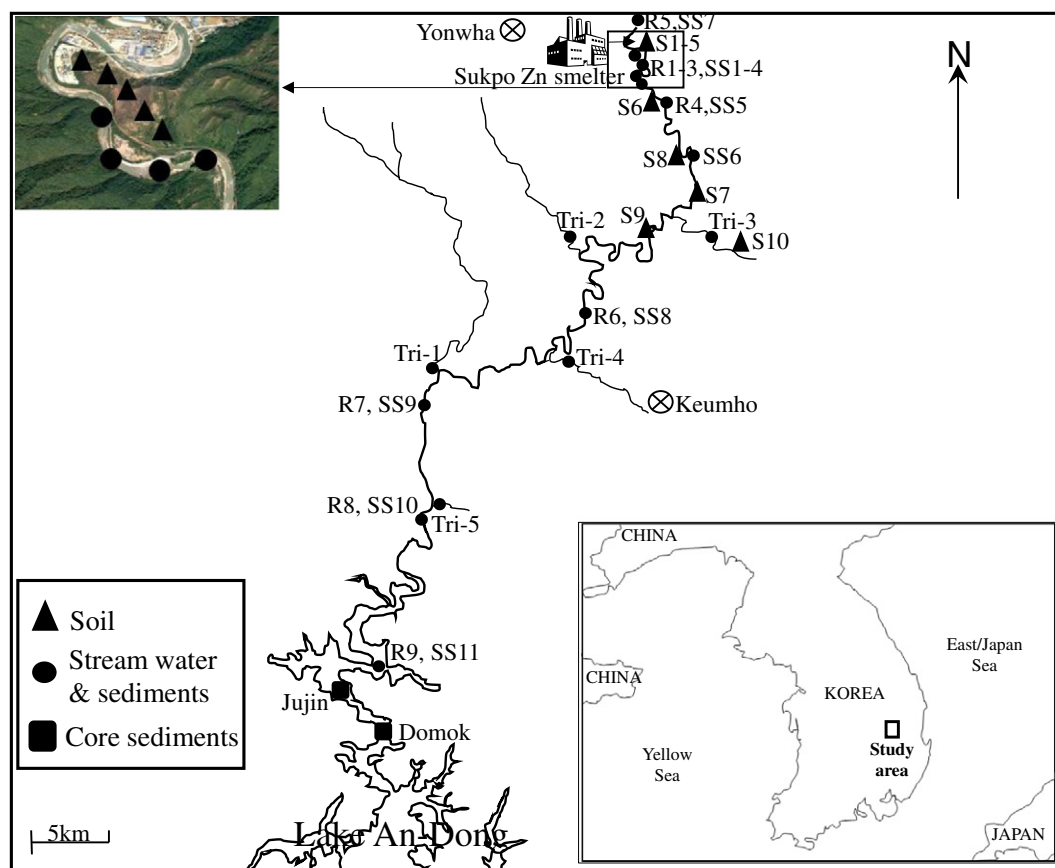 R5,SS7
Yonwha
S1-5
N
Sukpo Zn smelter
R1-3,SS1-4
S6
R4,SS5
S8
SS6
S7
S9
Tri-2
Tri-3
S10
R6, SS8
Tri-1
Tri-4
R7, SS9
Keumho
R8, SS10
Tri-5
R9, SS11
Jujin
Domok
Lake An-Dong
Soil
Stream water
& sediments
Core sediments
5km
CHINA
East/Japan
Sea
CHINA
KOREA
Study
area
Yellow
Sea
JAPAN